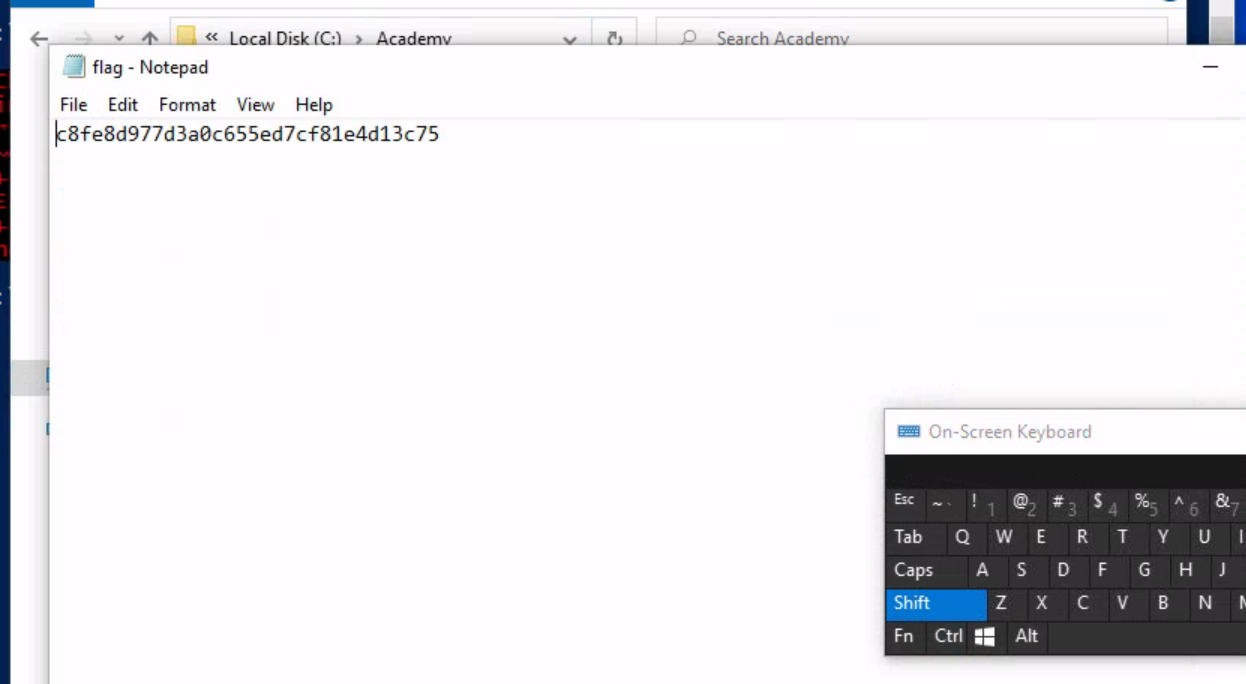 « Local Disk (C:) › Academy
Search Academy
flag - Notepad
File Edit Format View Help
c8fe8d977d3a0c655ed7cf81e4d13c75
On-Screen Keyboard
Esc ~ ` ! 1 @ 2 # 3 $ 4 % 5 ^ 6 & 7
Tab Q W E R T Y U I
Caps A S D F G H J
Shift Z X C V B N M
Fn Ctrl Alt